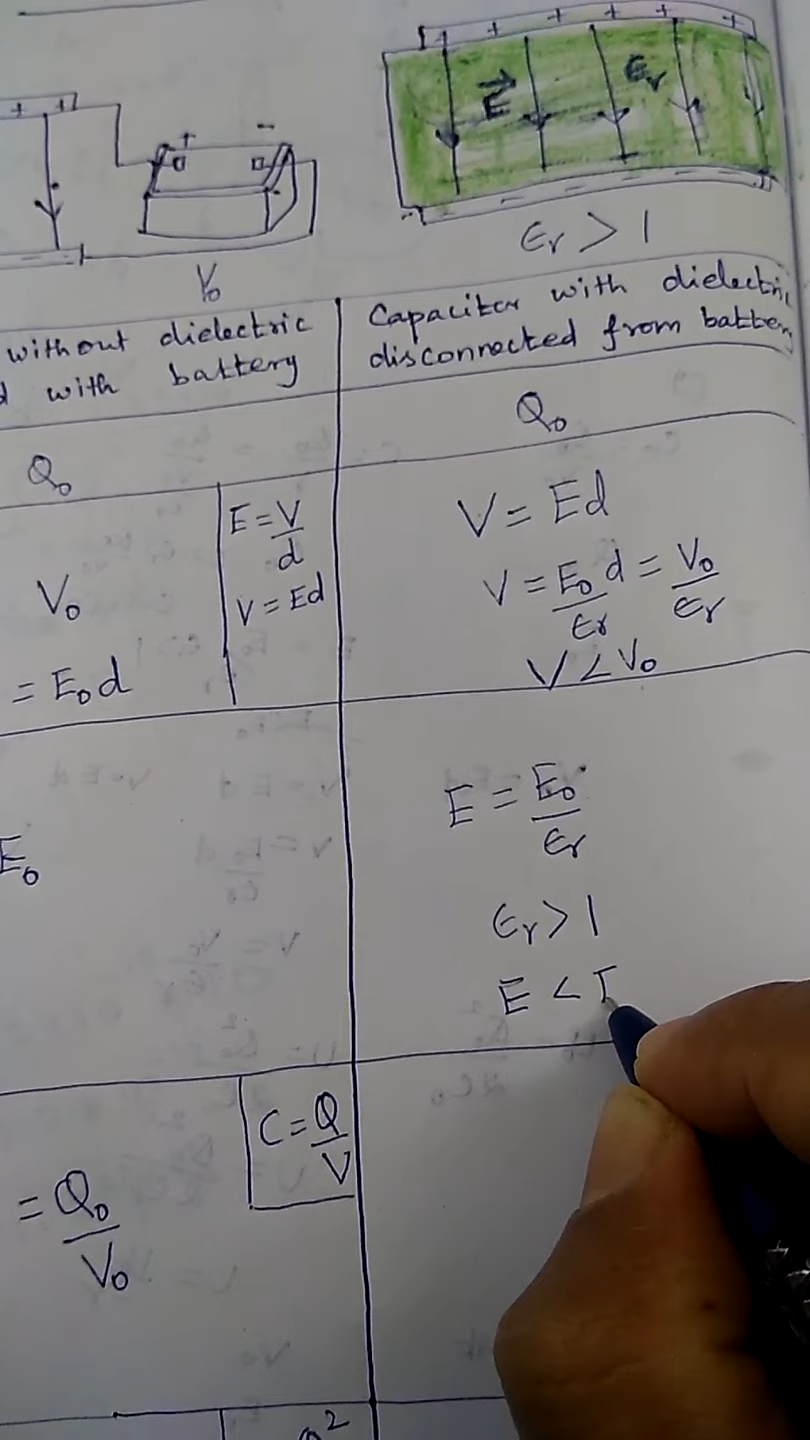 + +
+ -
V₀
+ + + + + +
E⃗ ϵᵣ
ϵᵣ > 1
without dielectric
with battery
Capacitor with dielectric
disconnected from battery
Q₀
Q₀
V₀
= E₀d
E = V/d
V = Ed
V = Ed
V = E₀/ϵᵣ d = V₀/ϵᵣ
V < V₀
E₀
E = E₀/ϵᵣ
ϵᵣ > 1
E <
= Q₀/V₀
C = Q/V